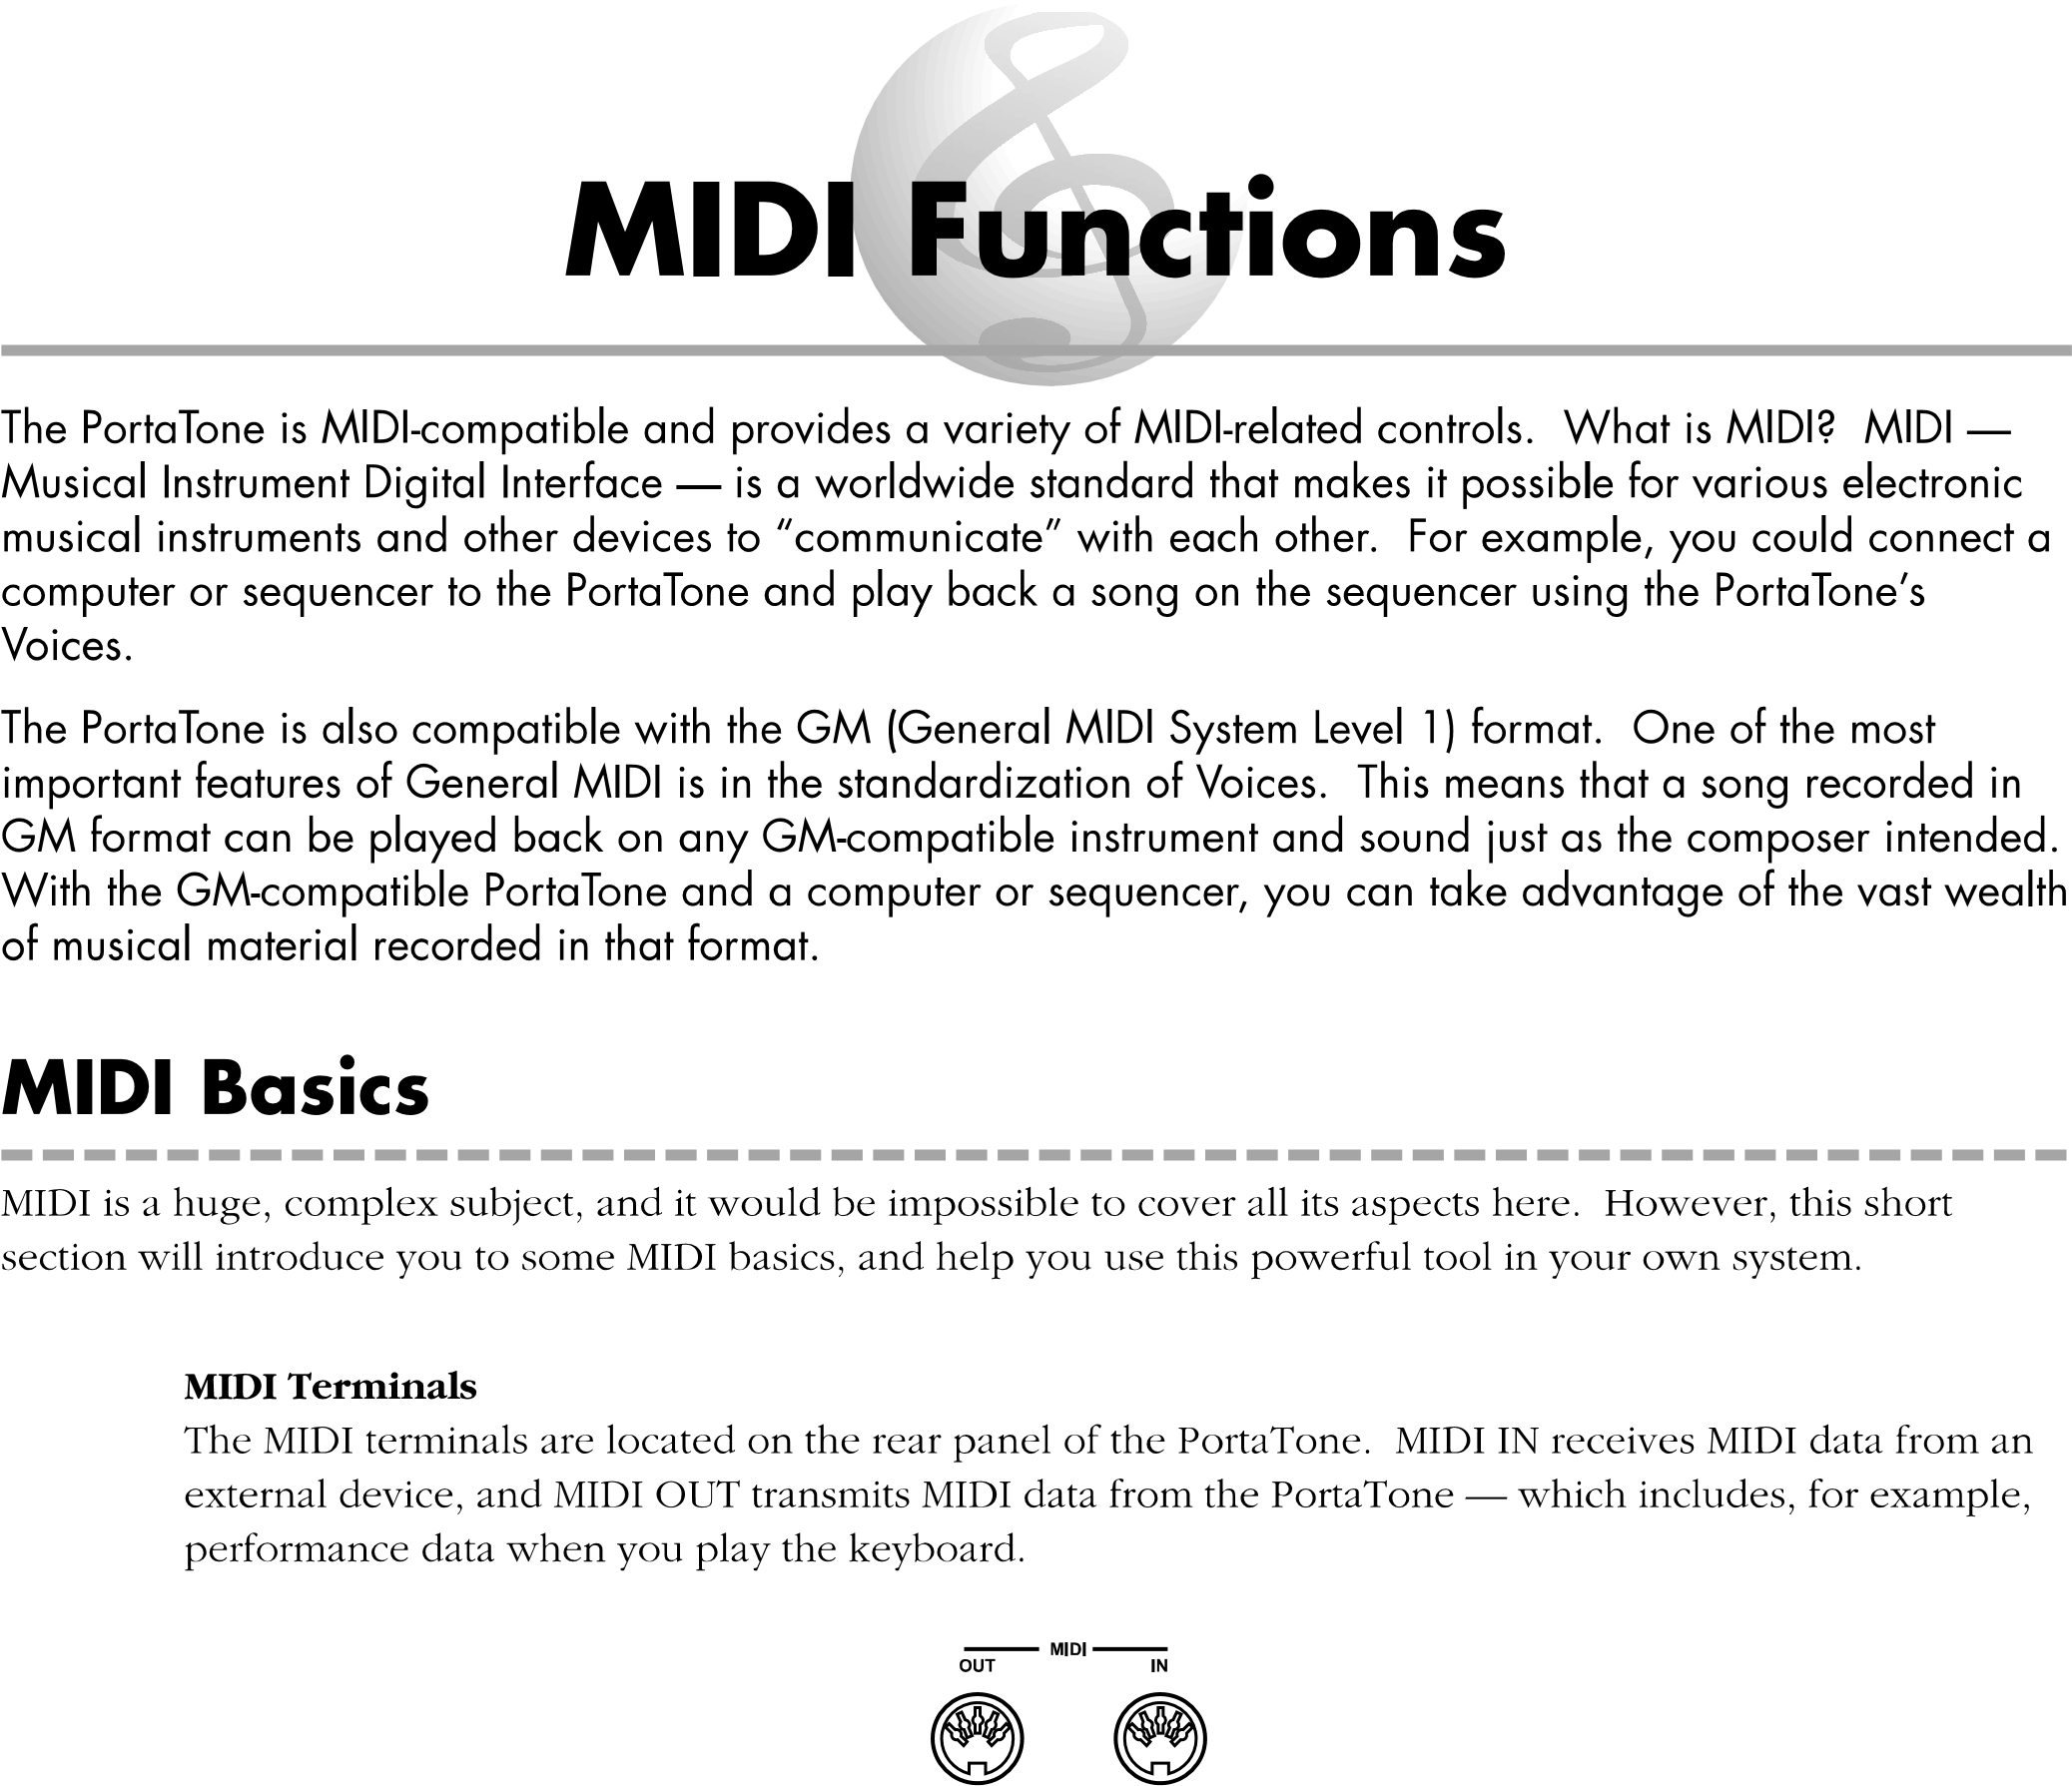 MIDI Functions
The PortaTone is MIDI-compatible and provides a variety of MIDI-related controls.  What is MIDI?  MIDI —
Musical Instrument Digital Interface — is a worldwide standard that makes it possible for various electronic
musical instruments and other devices to “communicate” with each other.  For example, you could connect a
computer or sequencer to the PortaTone and play back a song on the sequencer using the PortaTone’s
Voices.
The PortaTone is also compatible with the GM (General MIDI System Level 1) format.  One of the most
important features of General MIDI is in the standardization of Voices.  This means that a song recorded in
GM format can be played back on any GM-compatible instrument and sound just as the composer intended.
With the GM-compatible PortaTone and a computer or sequencer, you can take advantage of the vast wealth
of musical material recorded in that format.
MIDI Basics
MIDI is a huge, complex subject, and it would be impossible to cover all its aspects here.  However, this short
section will introduce you to some MIDI basics, and help you use this powerful tool in your own system.
MIDI Terminals
The MIDI terminals are located on the rear panel of the PortaTone.  MIDI IN receives MIDI data from an
external device, and MIDI OUT transmits MIDI data from the PortaTone — which includes, for example,
performance data when you play the keyboard.
MIDI
OUT IN